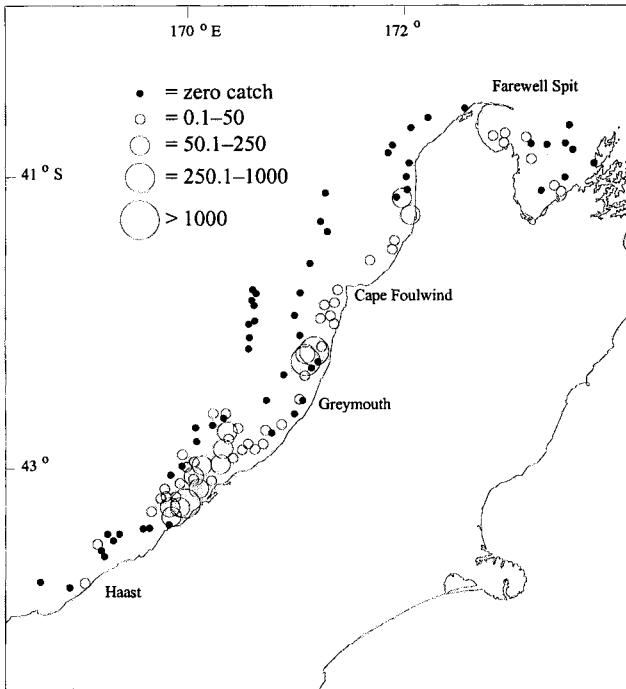 170 ° E
172 °
Farewell Spit
= zero catch
= 0.1–50
= 50.1–250
= 250.1–1000
> 1000
41 ° S
Cape Foulwind
Greymouth
43 °
Haast